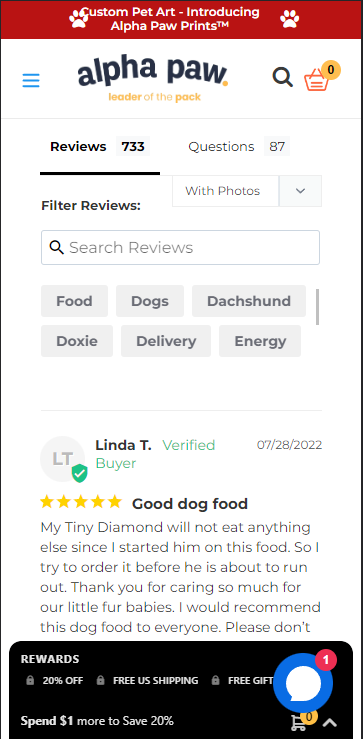 Custom Pet Art - Introducing
Alpha Paw Prints™
alpha paw.
leader of the pack
0
Reviews 733
Questions 87
With Photos
Filter Reviews:
Search Reviews
Food
Dogs
Dachshund
Doxie
Delivery
Energy
LT
Linda T. Verified
Buyer
07/28/2022
Good dog food
My Tiny Diamond will not eat anything
else since I started him on this food. So I
try to order it before he is about to run
out. Thank you for caring so much for
our little fur babies. I would recommend
this dog food to everyone. Please don't
REWARDS
20% OFF
FREE US SHIPPING
FREE GIFT
1
Spend $1 more to Save 20%
0